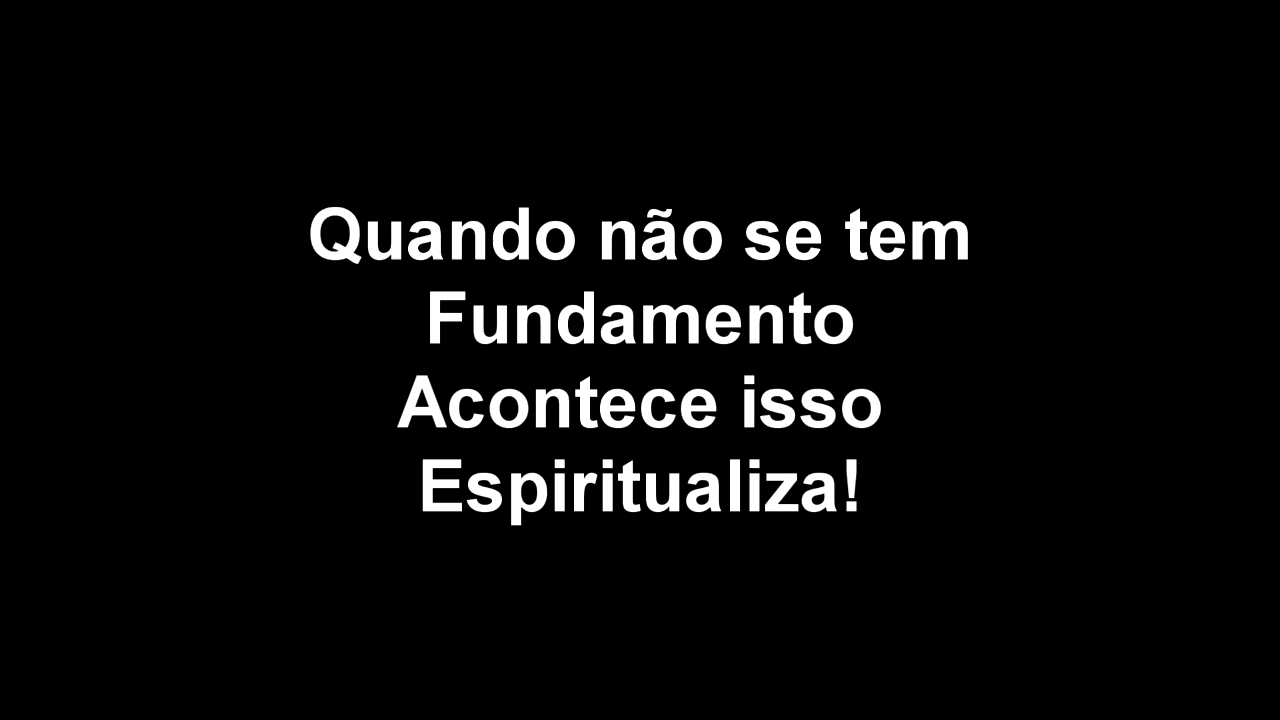 Quando não se tem
Fundamento
Acontece isso
Espiritualiza!